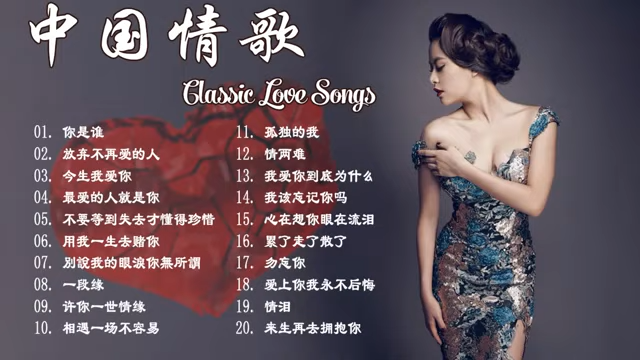 中国情歌
Classic Love Songs
01. 你是谁
02. 放弃不再爱的人
03. 今生我爱你
04. 最爱的人就是你
05. 不要等到失去才懂得珍惜
06. 用我一生去赌你
07. 別說我的眼淚你無所謂
08. 一段缘
09. 许你一世情缘
10. 相遇一场不容易
11. 孤独的我
12. 情两难
13. 我爱你到底为什么
14. 我该忘记你吗
15. 心在想你眼在流泪
16. 累了走了散了
17. 勿忘你
18. 爱上你我永不后悔
19. 情泪
20. 来生再去拥抱你